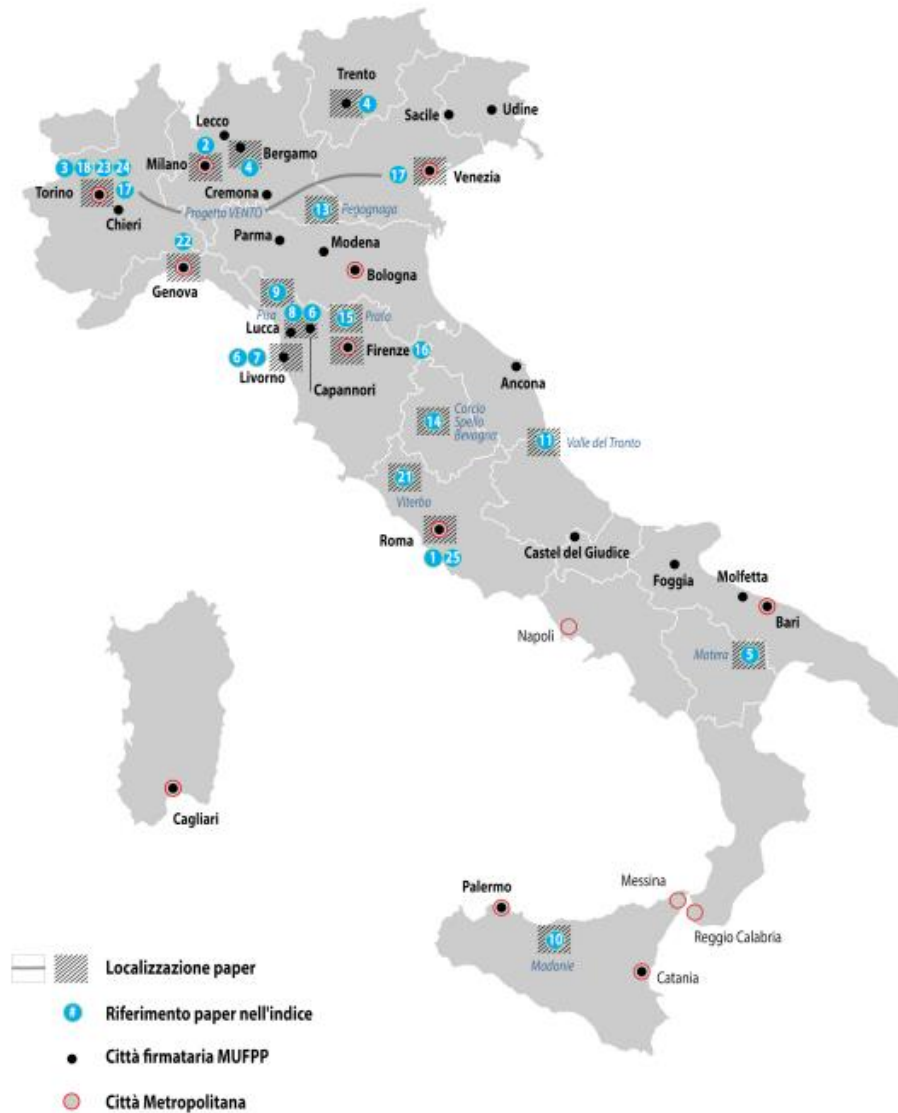 Trento
4
Sacile
Udine
Lecco
2
Bergamo
Milano
4
3 18 23 24
Torino
17
Chieri
Cremona
17
Venezia
Progetto VENTO
13
Pegognaga
Parma
Modena
22
Bologna
Genova
9
Pisa
8
6
15
Prato
Lucca
Firenze
16
6 7
Livorno
Capannori
Ancona
14
Corcio
Spello
Bevagna
11
Valle del Tronto
21
Viterbo
Roma
1 25
Castel del Giudice
Foggia
Molfetta
Bari
Napoli
Matera
5
Cagliari
Messina
Palermo
Reggio Calabria
10
Madonie
Catania
Localizzazione paper
# Riferimento paper nell'indice
Città firmataria MUFPP
Città Metropolitana